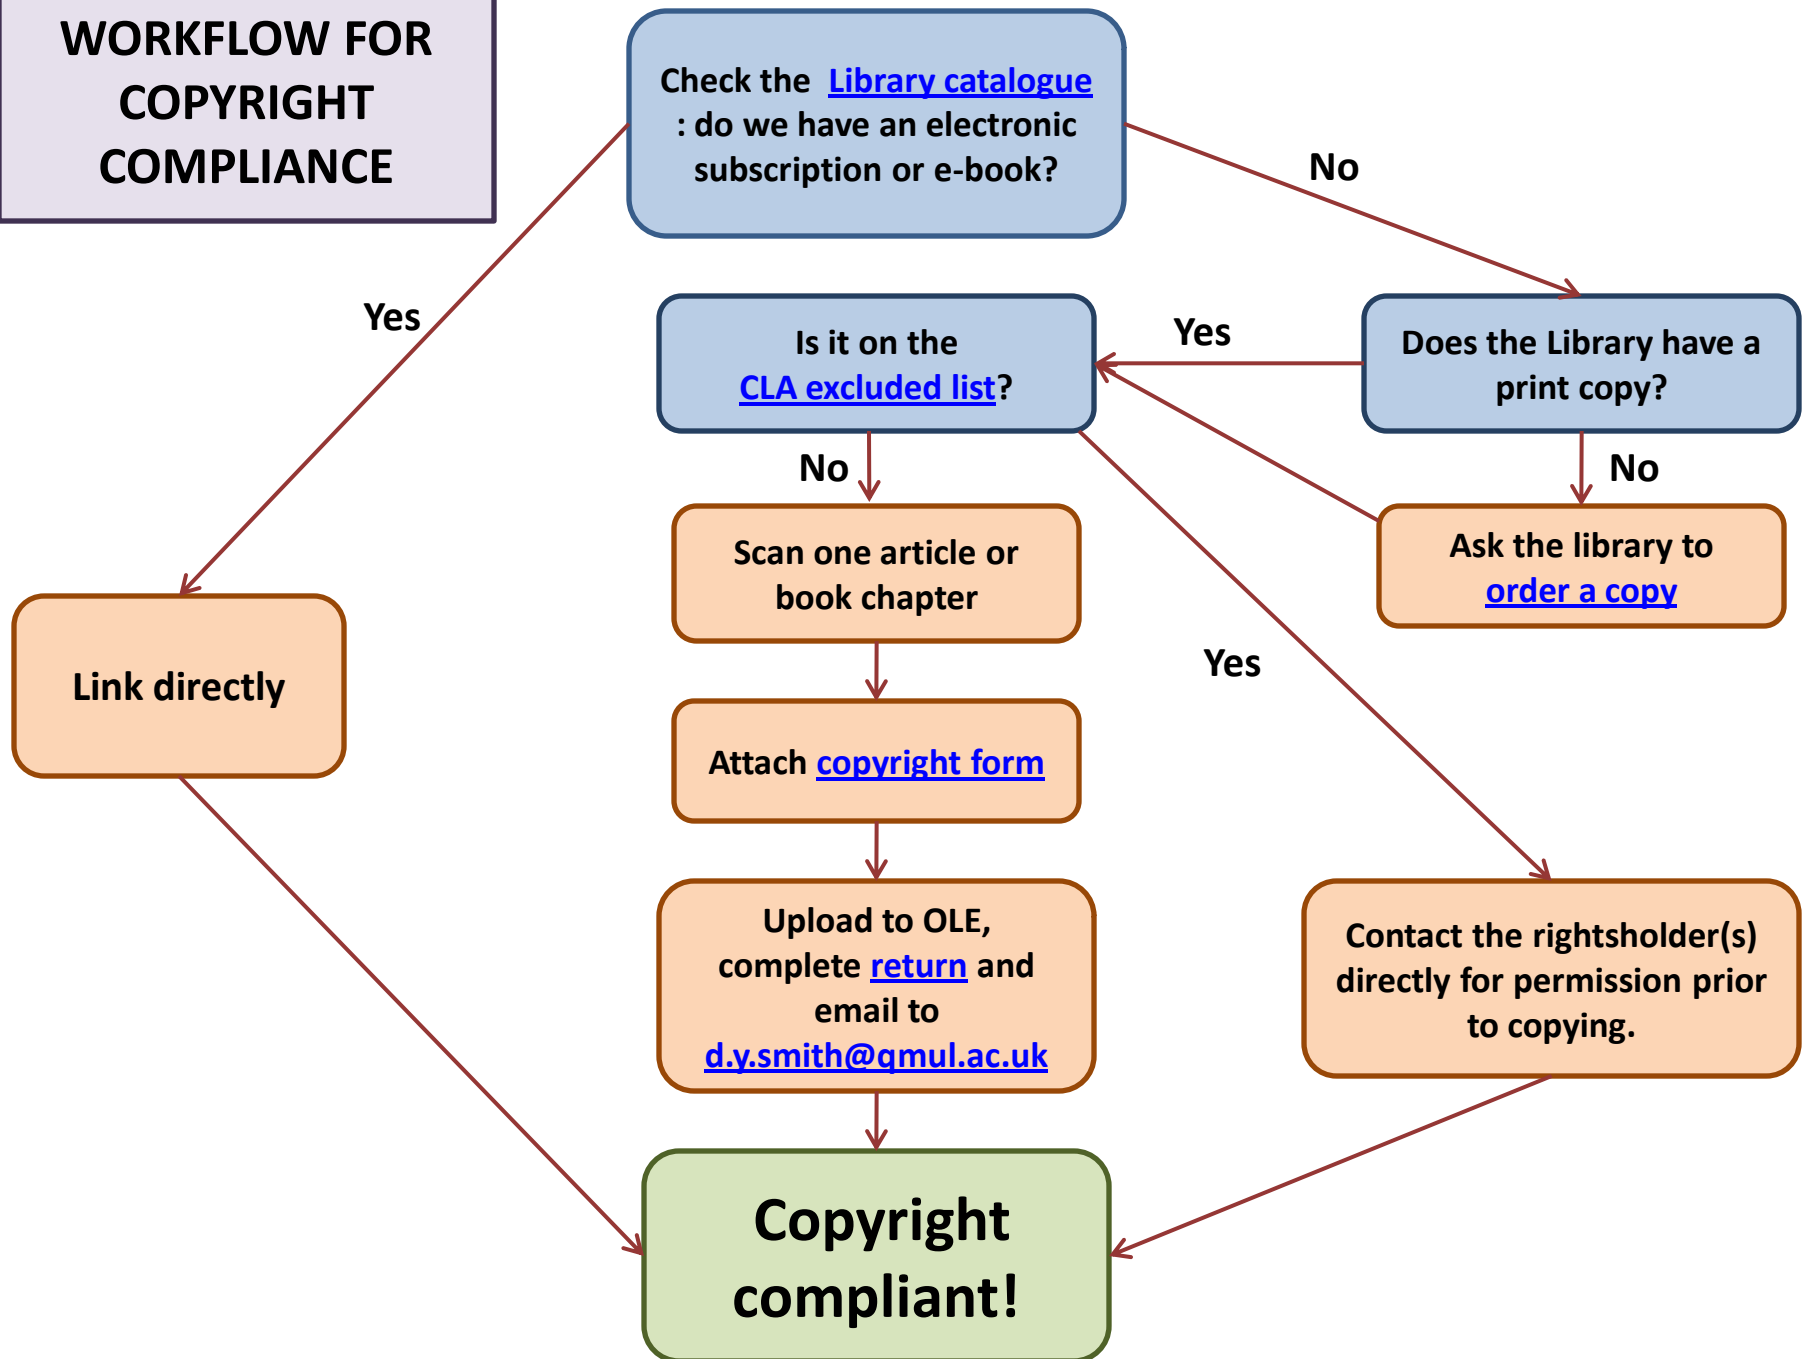 WORKFLOW FOR
COPYRIGHT
COMPLIANCE
Check the Library catalogue
: do we have an electronic
subscription or e-book?
No
Yes
Is it on the
CLA excluded list?
Yes
Does the Library have a
print copy?
No
No
Scan one article or
book chapter
Ask the library to
order a copy
Link directly
Yes
Attach copyright form
Upload to OLE,
complete return and
email to
d.y.smith@qmul.ac.uk
Contact the rightsholder(s)
directly for permission prior
to copying.
Copyright
compliant!